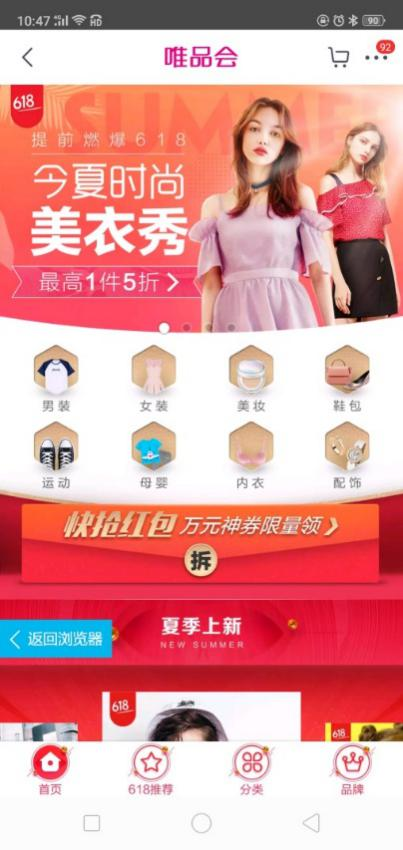 10:47 4G HD 90
唯品会
92
618
SUMMER
提前燃爆618
今夏时尚
美衣秀
最高1件5折
男装 女装 美妆 鞋包
运动 母婴 内衣 配饰
快抢红包 万元神券限量领
拆
夏季上新
返回浏览器
NEW SUMMER
618
618
首页 618推荐 分类 品牌